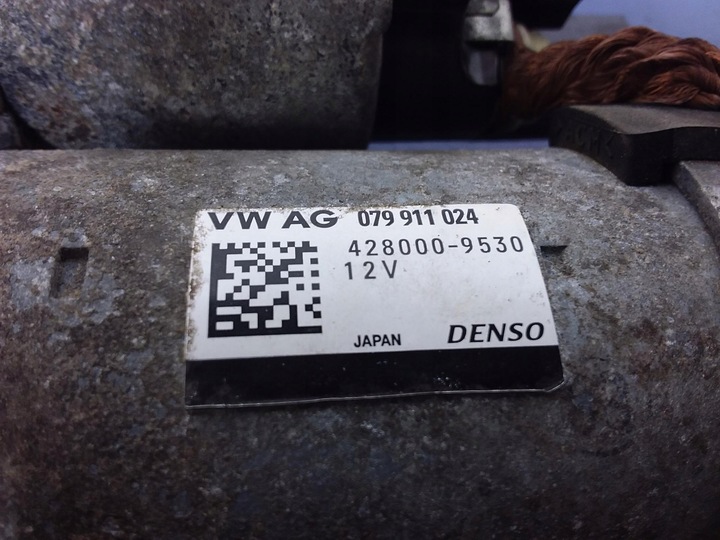 VW AG 079 911 024
428000-9530
12V
JAPAN DENSO